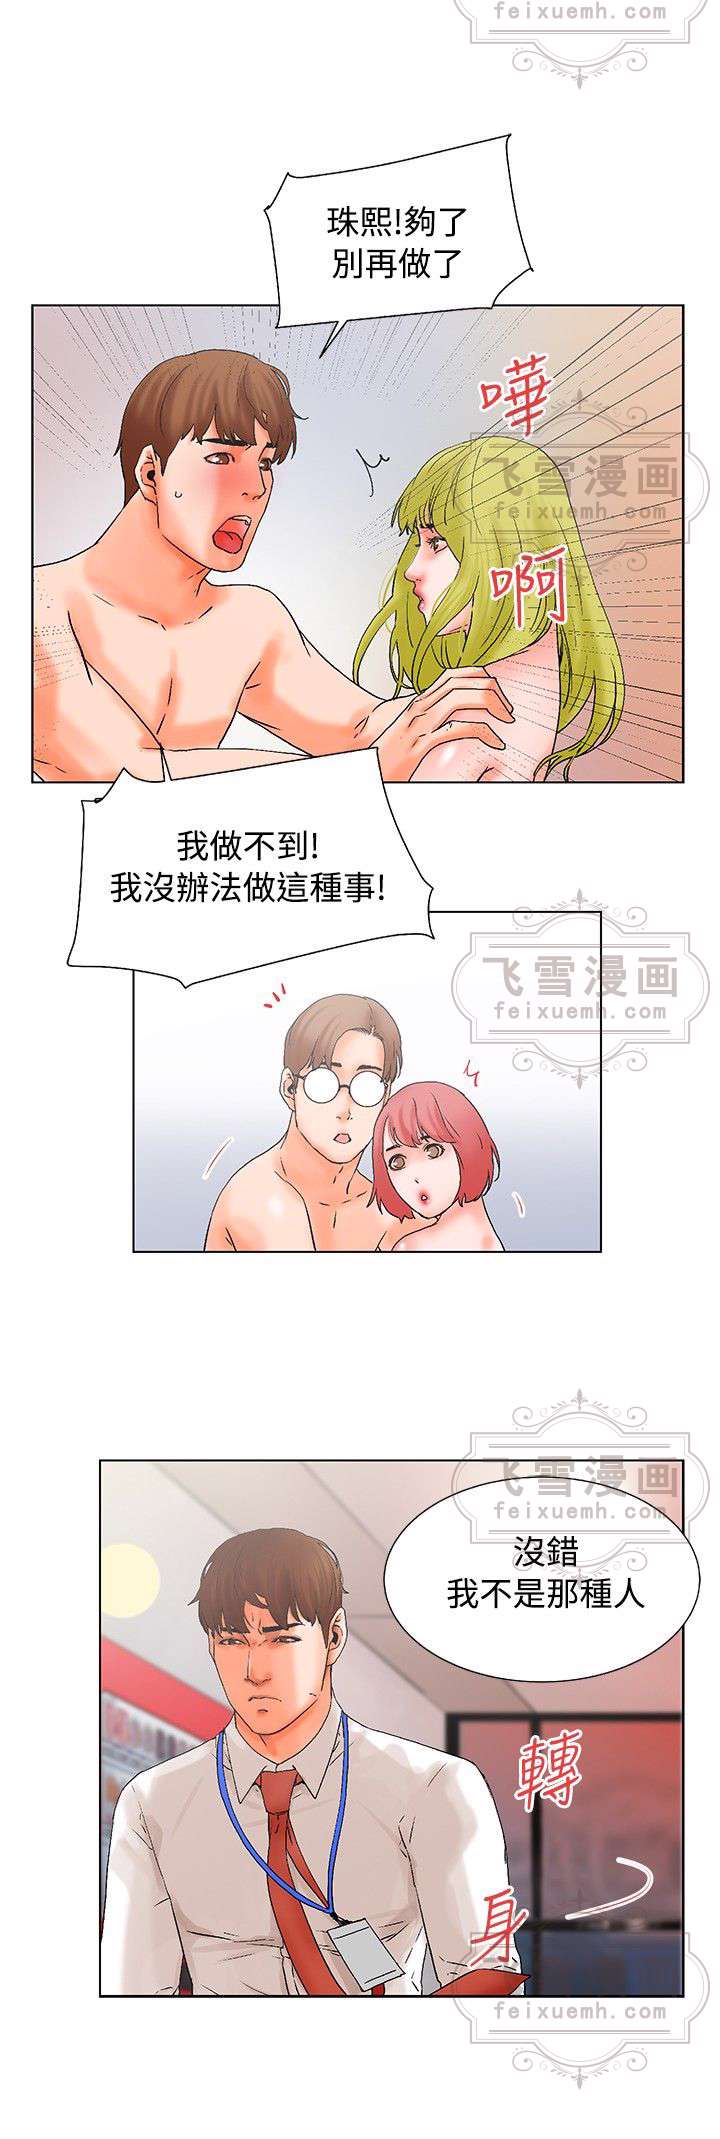 feixuemh.com
珠熙!夠了
別再做了
嘩
飞雪漫画
feixuemh.com
啊
我做不到!
我沒辦法做這種事!
飞雪漫画
feixuemh.com
飞雪漫画
feixuemh.com
沒錯
我不是那種人
轉
身
feixuemh.com